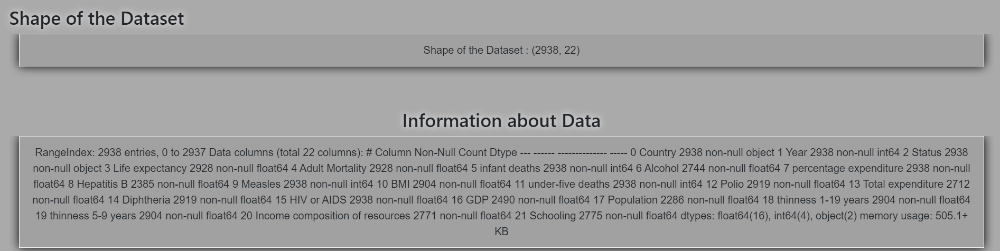 Shape of the Dataset
Shape of the Dataset : (2938, 22)
Information about Data
RangeIndex: 2938 entries, 0 to 2937 Data columns (total 22 columns): # Column Non-Null Count Dtype --- ------ -------------- ----- 0 Country 2938 non-null object 1 Year 2938 non-null int64 2 Status 2938
non-null object 3 Life expectancy 2928 non-null float64 4 Adult Mortality 2928 non-null float64 5 infant deaths 2938 non-null int64 6 Alcohol 2744 non-null float64 7 percentage expenditure 2938 non-null
float64 8 Hepatitis B 2385 non-null float64 9 Measles 2938 non-null int64 10 BMI 2904 non-null float64 11 under-five deaths 2938 non-null int64 12 Polio 2919 non-null float64 13 Total expenditure 2712
non-null float64 14 Diphtheria 2919 non-null float64 15 HIV or AIDS 2938 non-null float64 16 GDP 2490 non-null float64 17 Population 2286 non-null float64 18 thinness 1-19 years 2904 non-null float64
19 thinness 5-9 years 2904 non-null float64 20 Income composition of resources 2771 non-null float64 21 Schooling 2775 non-null float64 dtypes: float64(16), int64(4), object(2) memory usage: 505.1+
KB